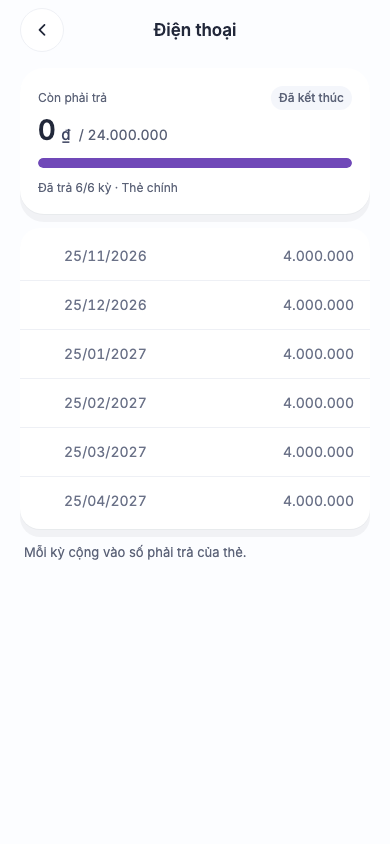 Điện thoại
Còn phải trả
Đã kết thúc
0 ₫ / 24.000.000
Đã trả 6/6 kỳ · Thẻ chính
25/11/2026 4.000.000
25/12/2026 4.000.000
25/01/2027 4.000.000
25/02/2027 4.000.000
25/03/2027 4.000.000
25/04/2027 4.000.000
Mỗi kỳ cộng vào số phải trả của thẻ.